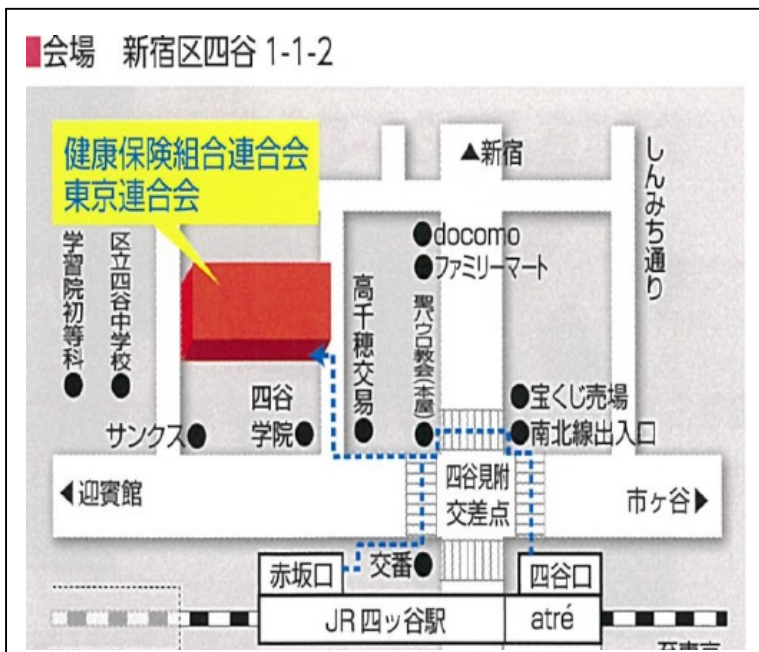 会場 新宿区四谷 1-1-2
健康保険組合連合会
東京連合会
▲新宿
しんみち通り
docomo
ファミリーマート
学習院初等科
区立四谷中学校
高千穂交易
聖パウロ教会(本屋)
宝くじ売場
南北線出入口
サンクス
四谷
学院
◀迎賓館
四谷見附
交差点
市ヶ谷▶
赤坂口
交番
四谷口
JR四ッ谷駅
atré